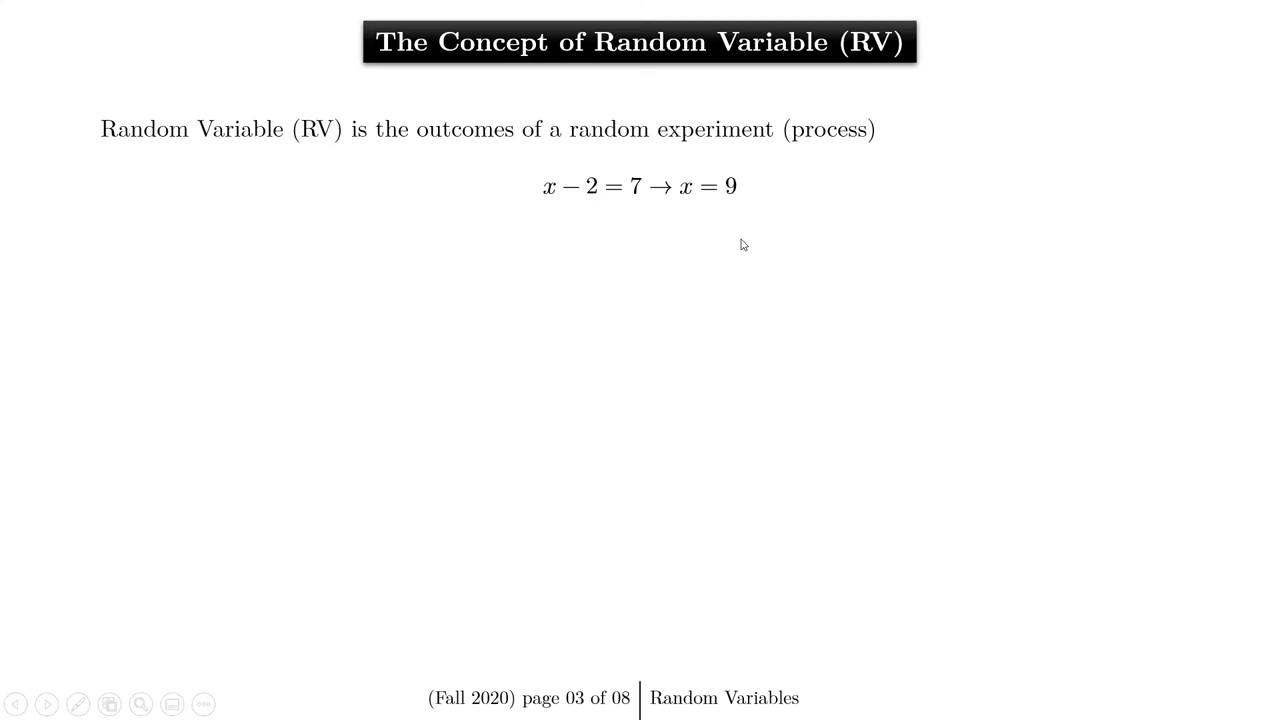 The Concept of Random Variable (RV)
Random Variable (RV) is the outcomes of a random experiment (process)
x − 2 = 7 → x = 9
(Fall 2020) page 03 of 08 | Random Variables